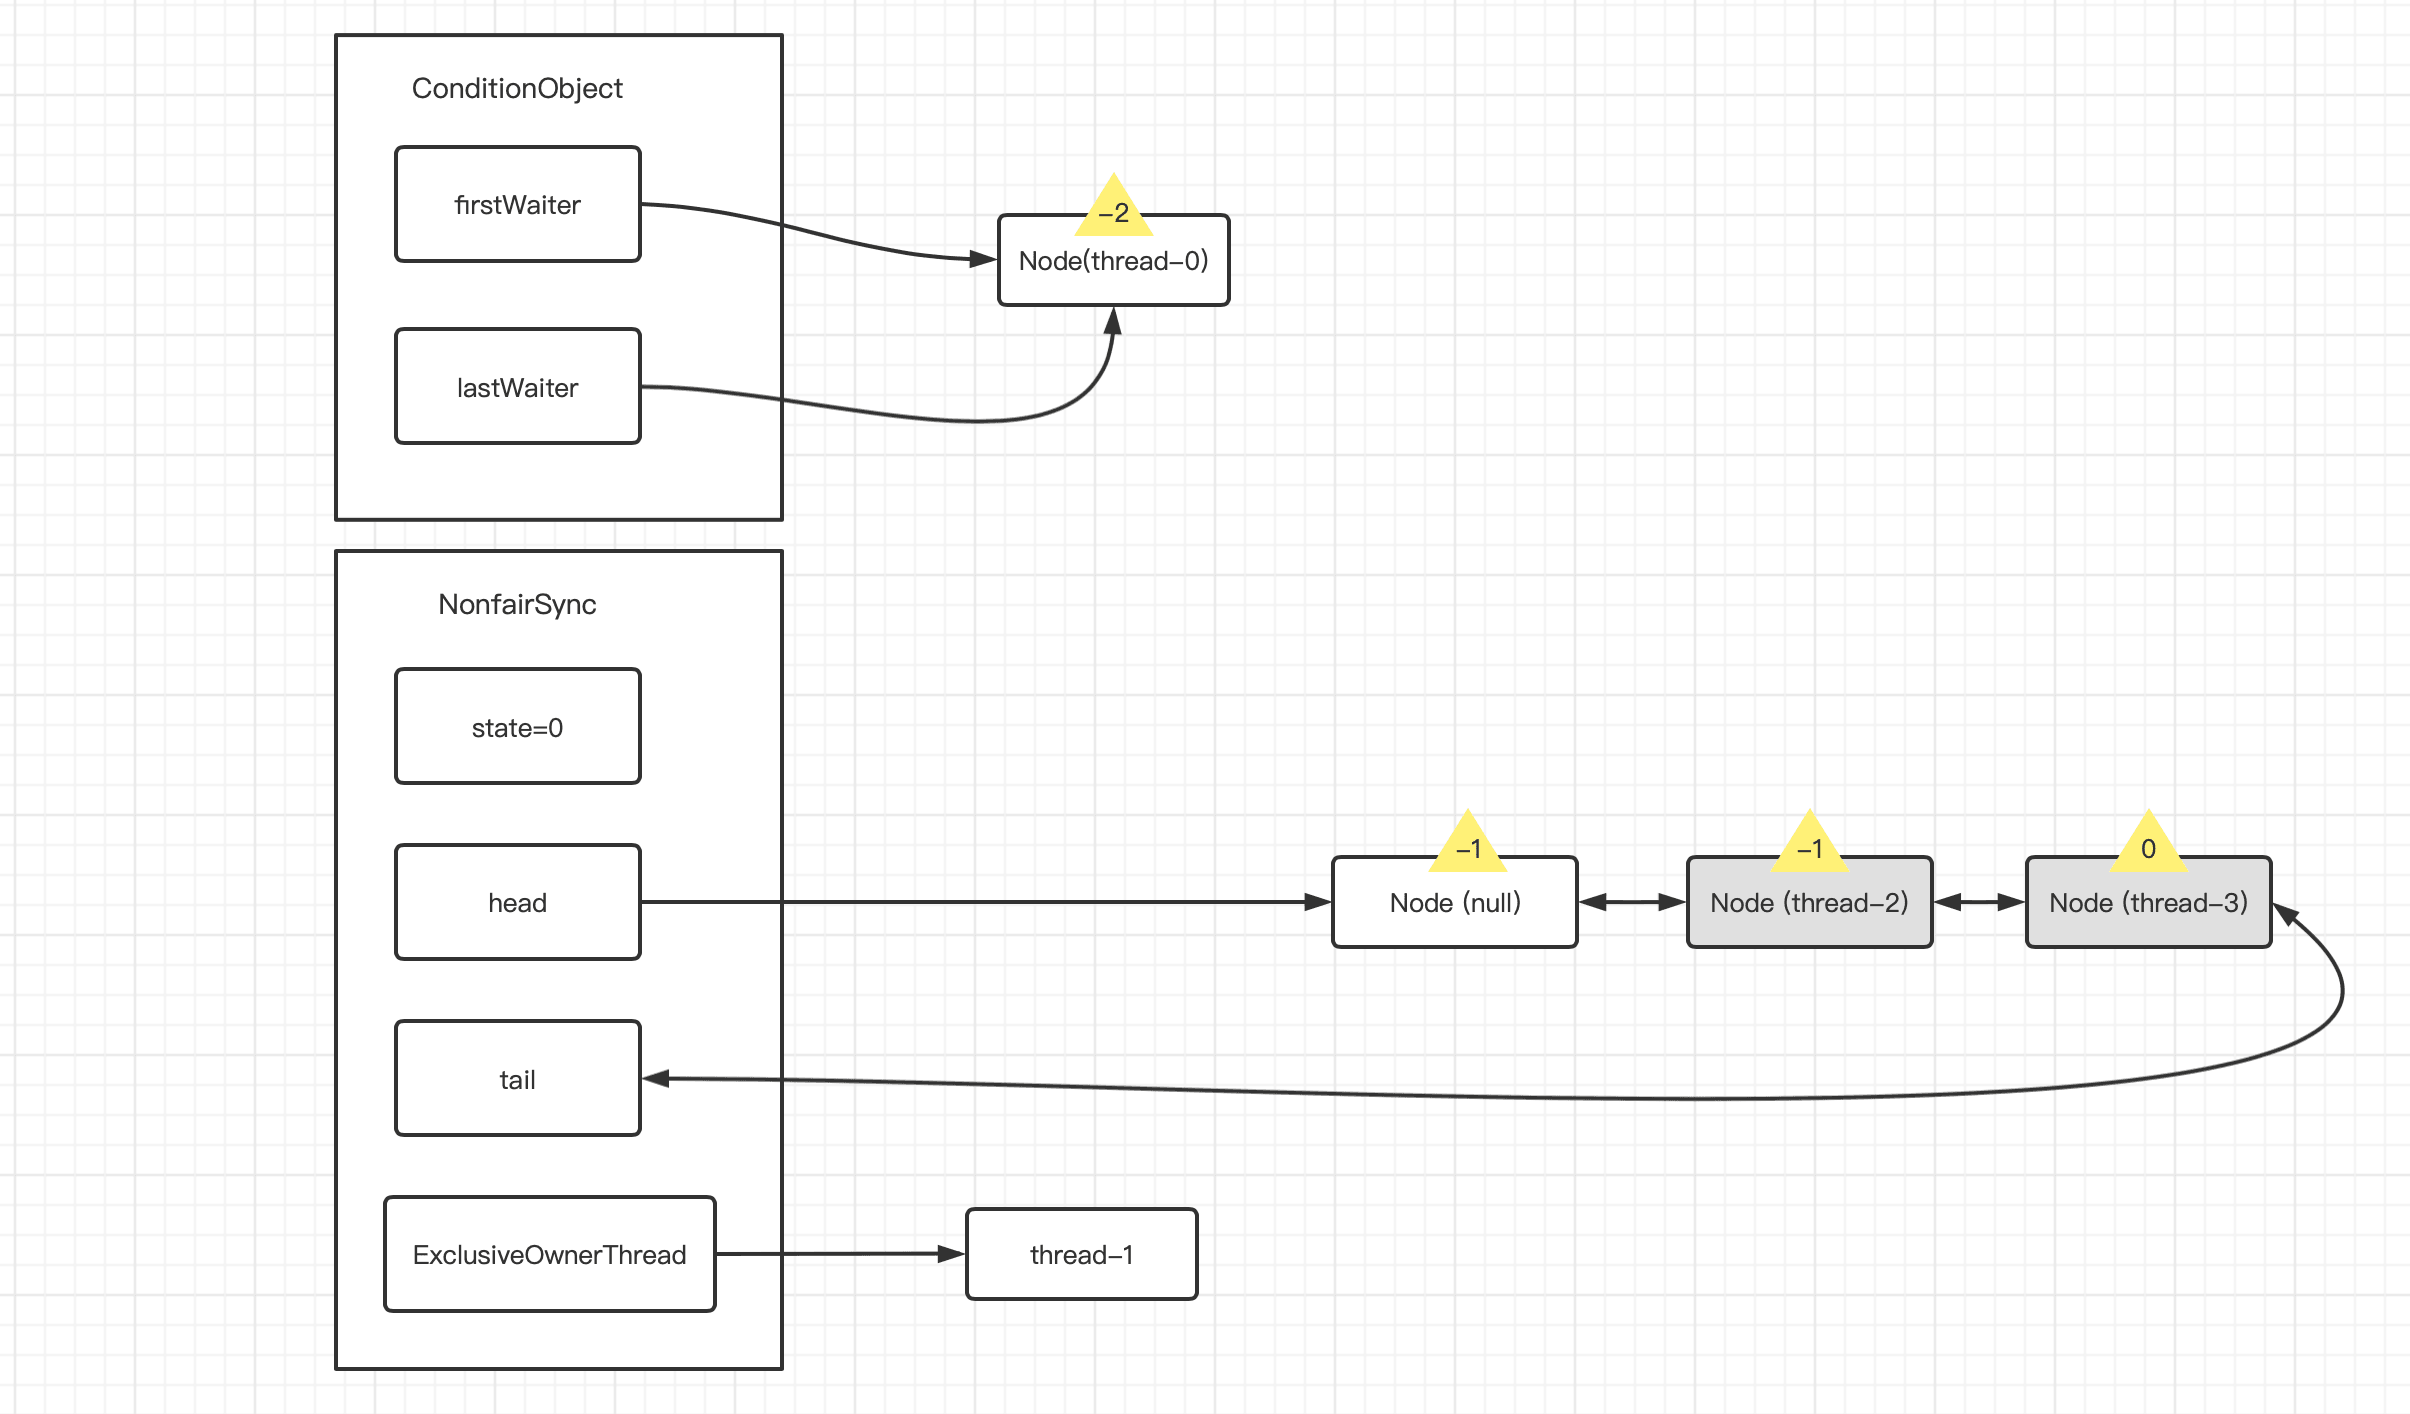 ConditionObject
firstWaiter
-2
Node(thread-0)
lastWaiter
NonfairSync
state=0
-1
-1
0
head
Node (null)
Node (thread-2)
Node (thread-3)
tail
ExclusiveOwnerThread
thread-1